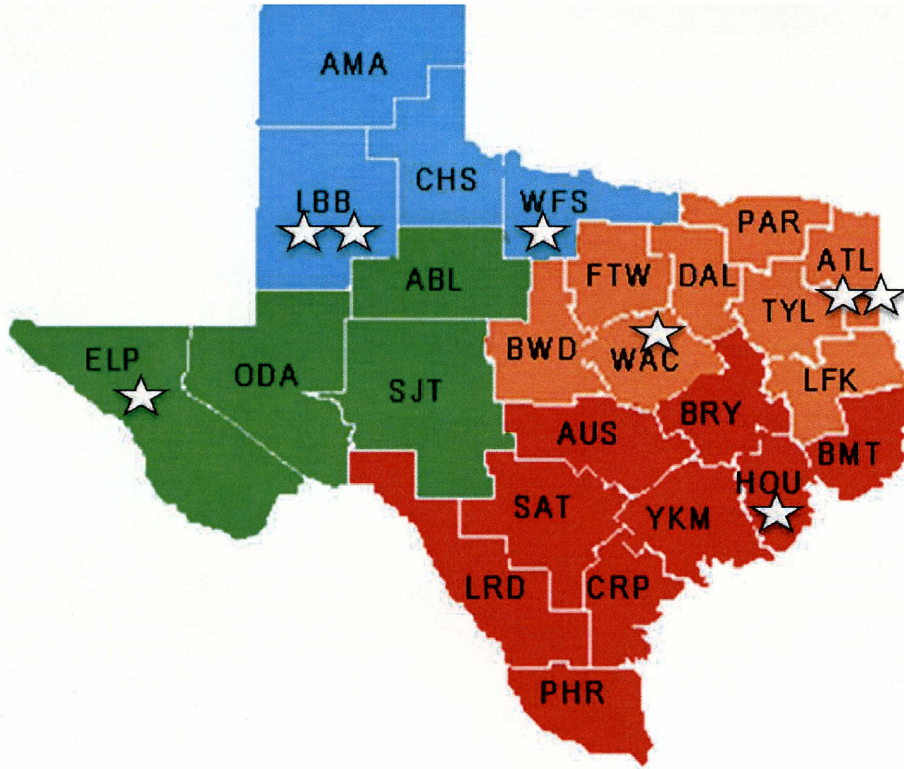 AMA
CHS
LBB
WFS
PAR
ATL
FTW
DAL
ABL
TYL
BWD
WAC
ELP
ODA
SJT
LFK
BRY
AUS
BMT
HOU
SAT
YKM
LRD
CRP
PHR